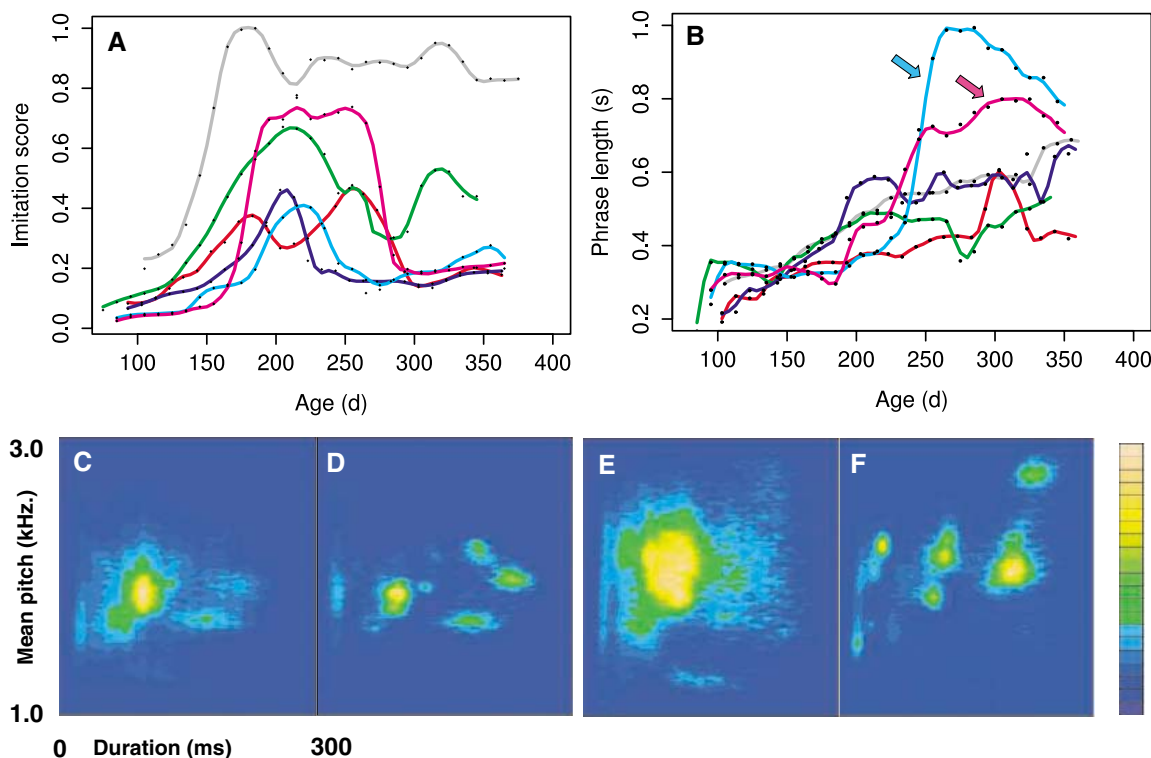 A
Imitation score
0.0 0.2 0.4 0.6 0.8 1.0
100 150 200 250 300 350 400
Age (d)
B
Phrase length (s)
0.2 0.4 0.6 0.8 1.0
100 150 200 250 300 350 400
Age (d)
C D E F
3.0
Mean pitch (kHz.)
1.0
0 Duration (ms) 300